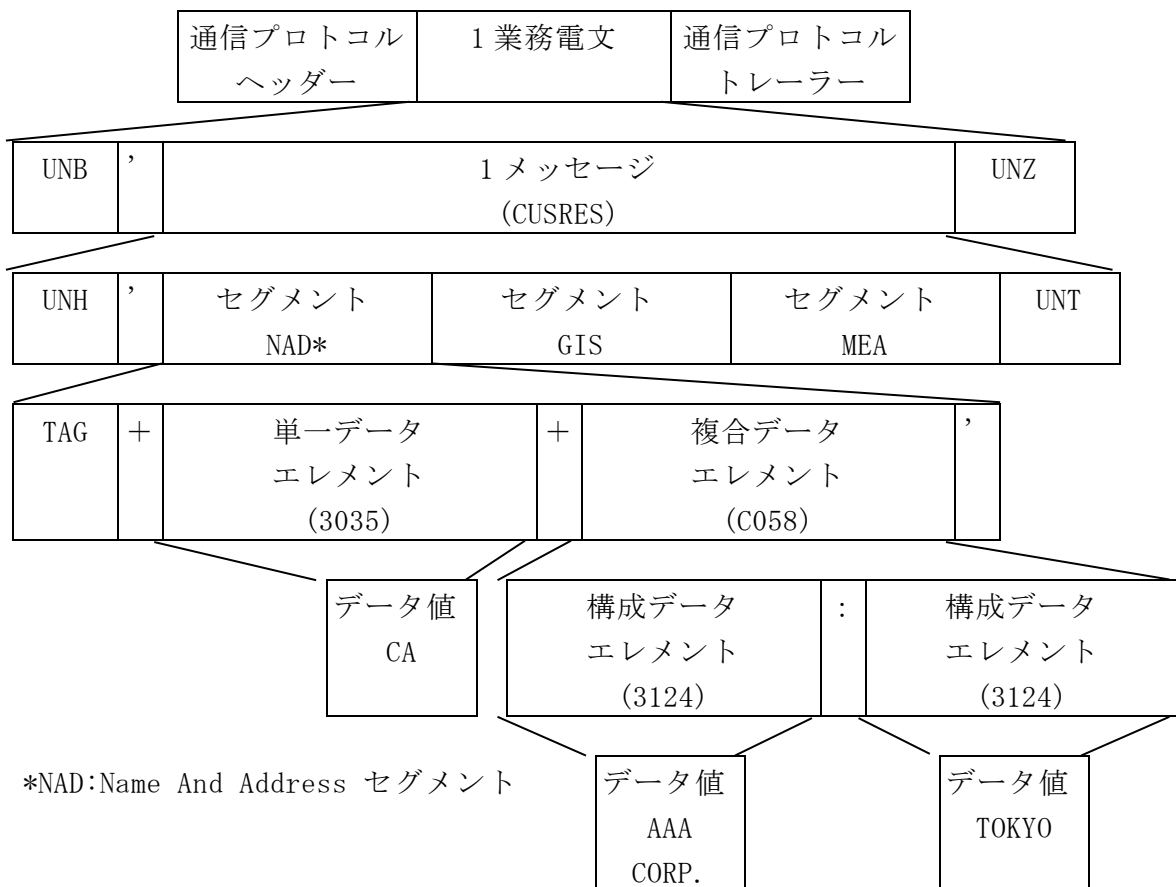 通信プロトコル
ヘッダー
1業務電文
通信プロトコル
トレーラー
UNB
’
1メッセージ
(CUSRES)
UNZ
UNH
’
セグメント
NAD*
セグメント
GIS
セグメント
MEA
UNT
TAG
+
単一データ
エレメント
(3035)
+
複合データ
エレメント
(C058)
’
データ値
CA
構成データ
エレメント
(3124)
:
構成データ
エレメント
(3124)
*NAD:Name And Address セグメント
データ値
AAA
CORP.
データ値
TOKYO